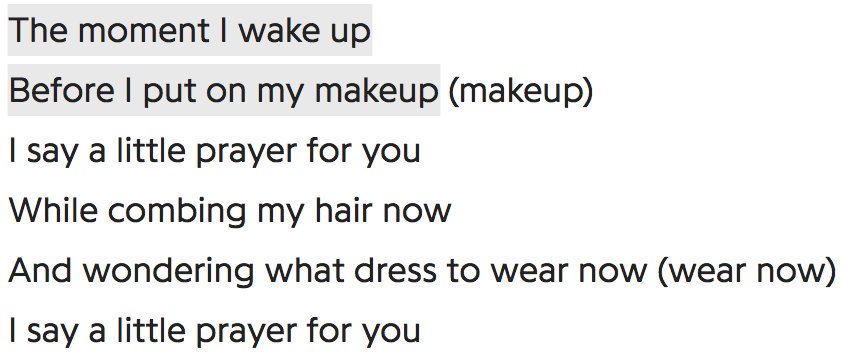 The moment I wake up
Before I put on my makeup (makeup)
I say a little prayer for you
While combing my hair now
And wondering what dress to wear now (wear now)
I say a little prayer for you